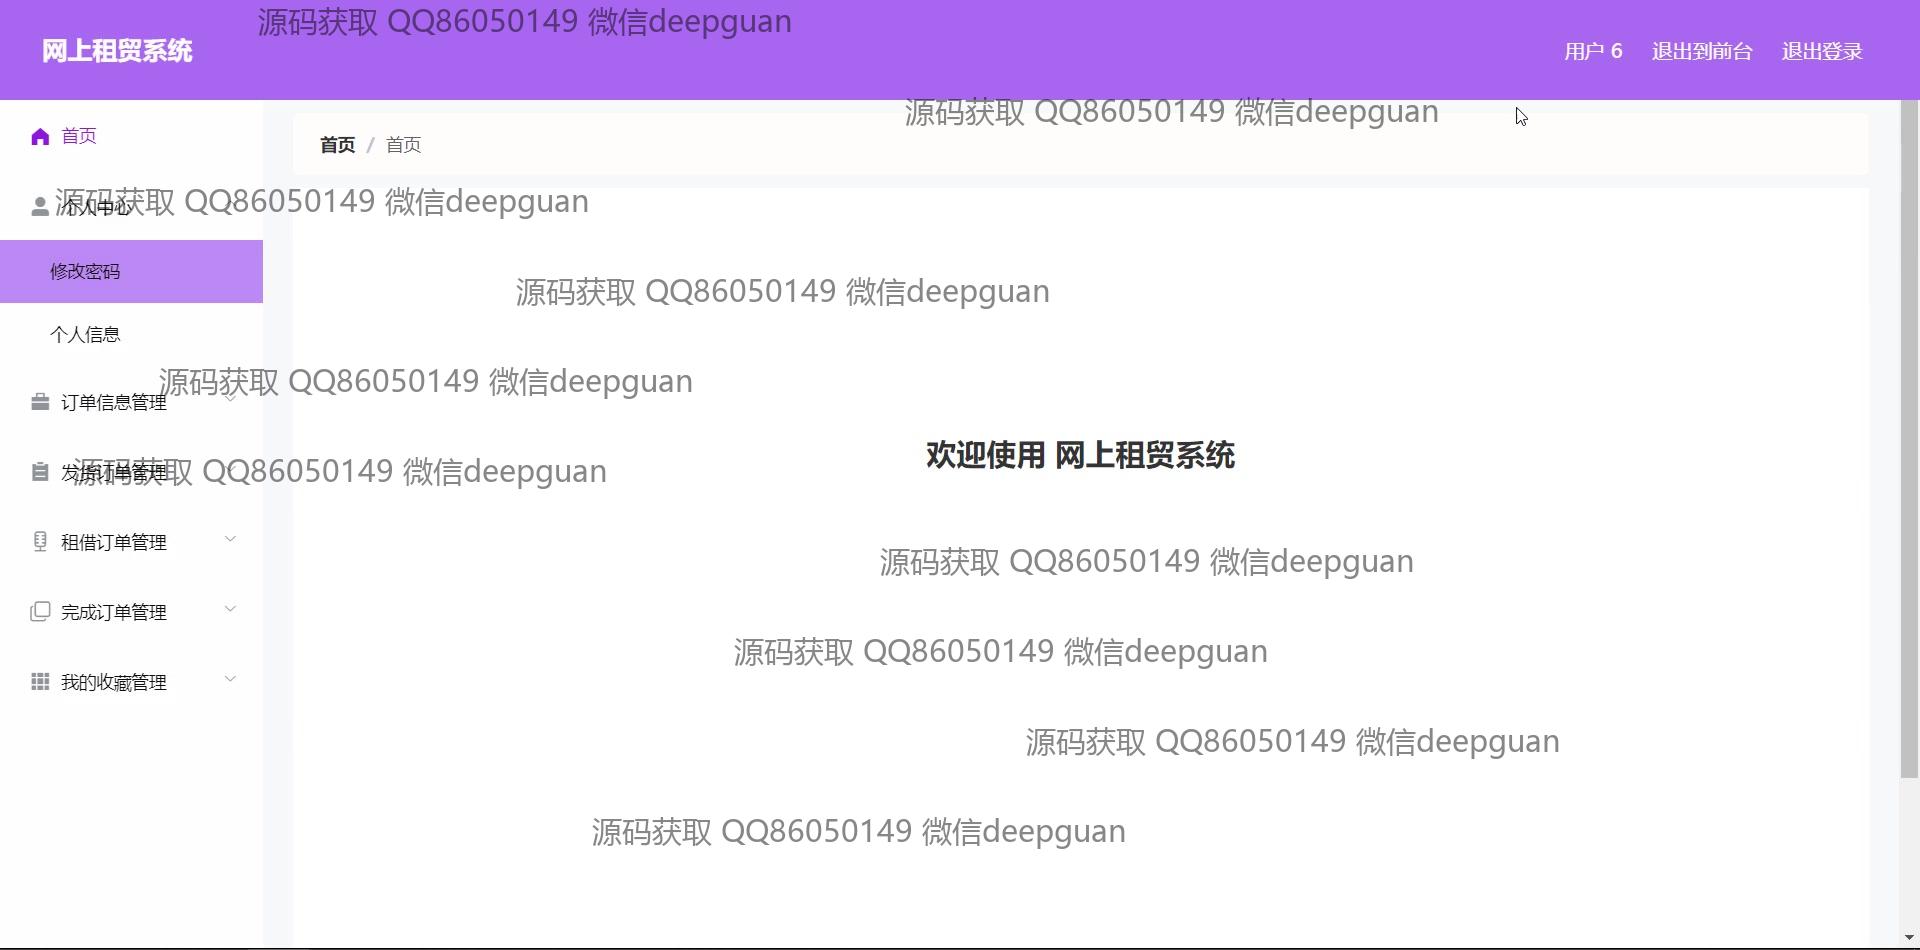 源码获取 QQ86050149 微信deepguan
网上租贸系统
用户 6 退出到前台 退出登录
源码获取 QQ86050149 微信deepguan
首页
首页 / 首页
源码获取 QQ86050149 微信deepguan
个人中心
修改密码
源码获取 QQ86050149 微信deepguan
个人信息
源码获取 QQ86050149 微信deepguan
订单信息管理
欢迎使用 网上租贸系统
源码获取 QQ86050149 微信deepguan
发货订单管理
租借订单管理
源码获取 QQ86050149 微信deepguan
完成订单管理
源码获取 QQ86050149 微信deepguan
我的收藏管理
源码获取 QQ86050149 微信deepguan
源码获取 QQ86050149 微信deepguan